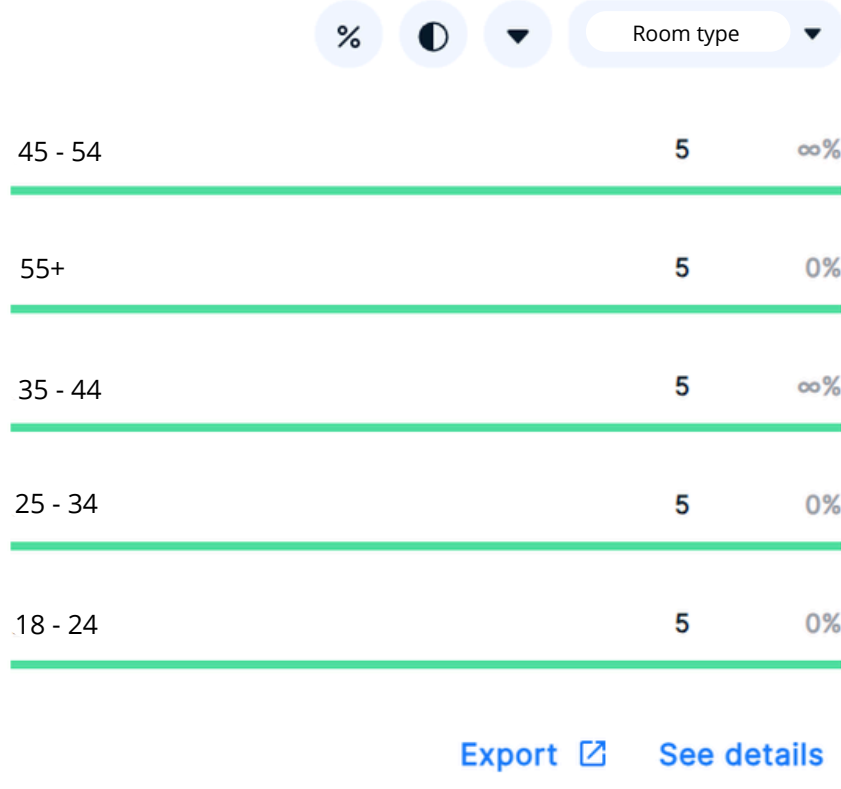 % Room type
45 - 54 5 ∞%
55+ 5 0%
35 - 44 5 ∞%
25 - 34 5 0%
18 - 24 5 0%
Export See details